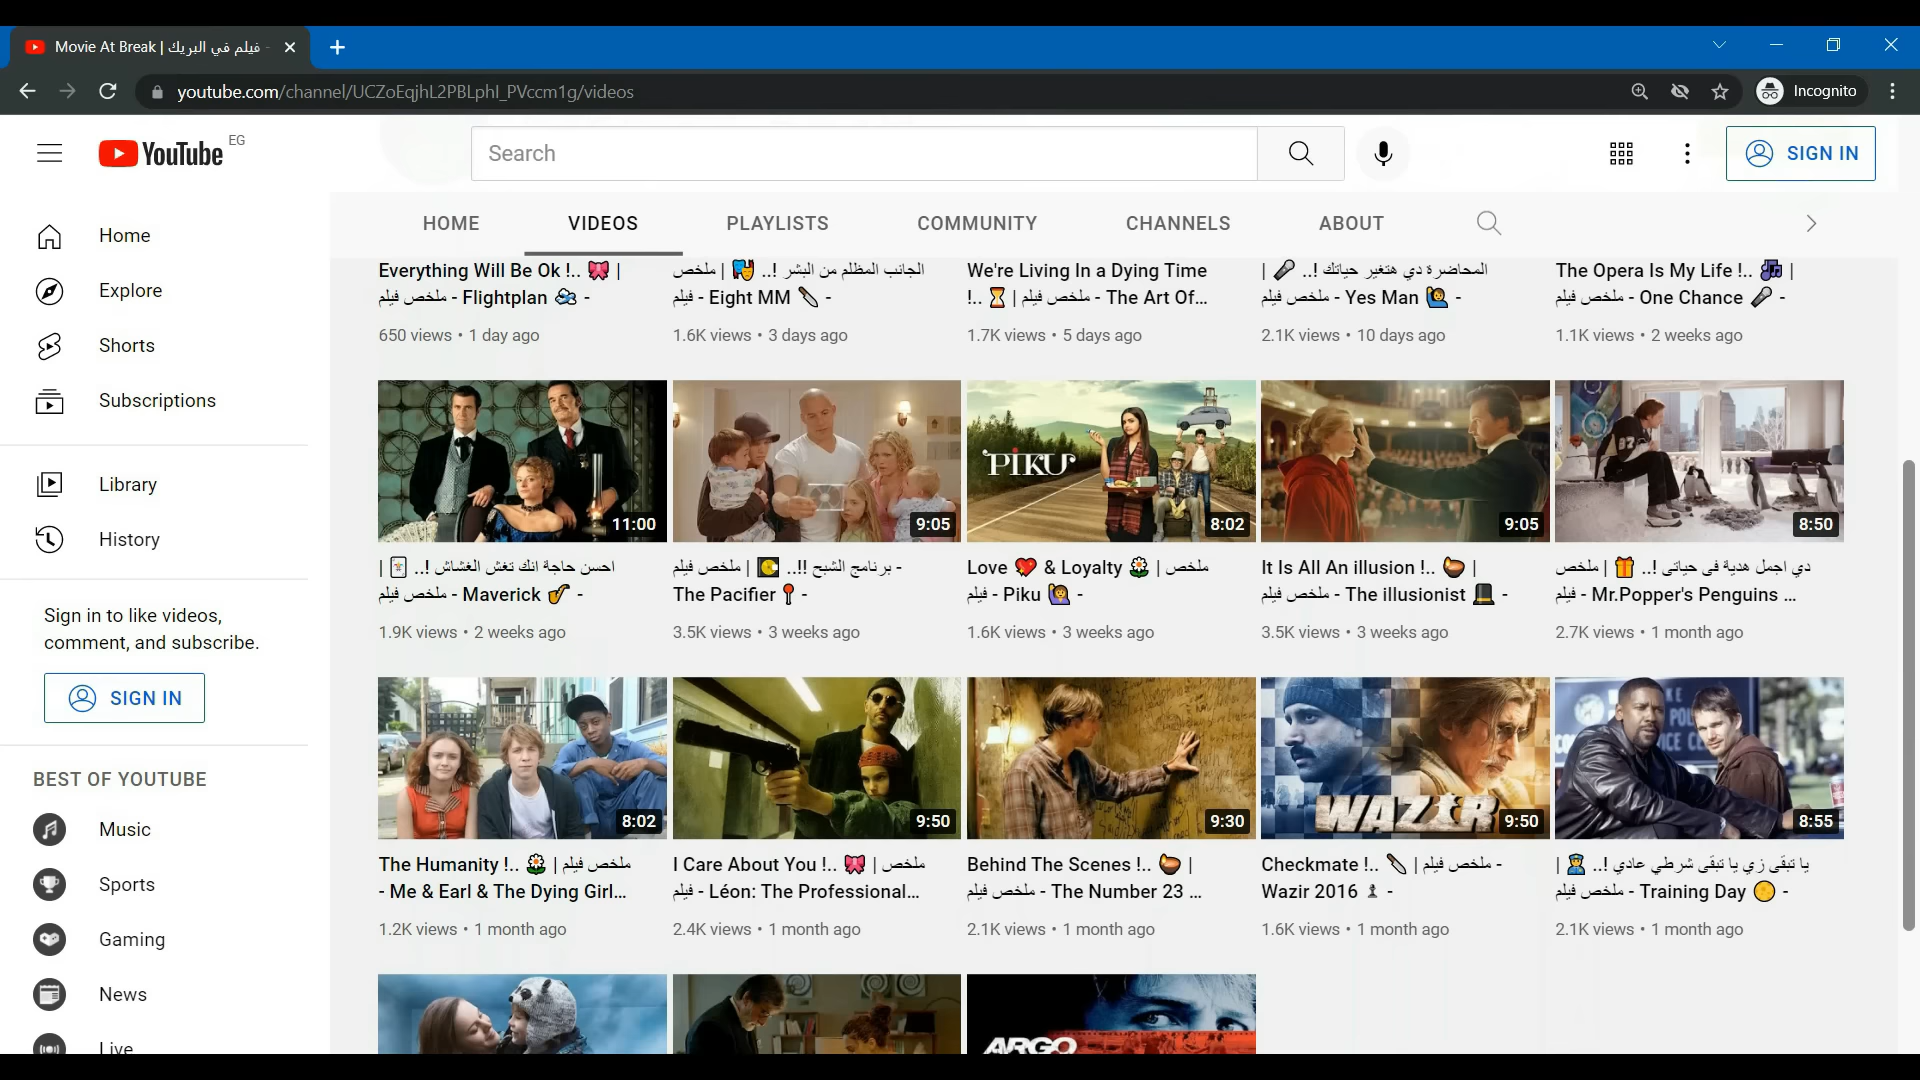 Movie At Break | فيلم في البريك -
youtube.com/channel/UCZoEqjhL2PBLphI_PVccm1g/videos
Incognito
YouTube EG
Search
SIGN IN
HOME VIDEOS PLAYLISTS COMMUNITY CHANNELS ABOUT
Home
Explore
Shorts
Subscriptions
Library
History
Sign in to like videos,
comment, and subscribe.
SIGN IN
BEST OF YOUTUBE
Music
Sports
Gaming
News
Live
Everything Will Be Ok !.. 🎀 |
ملخص فيلم - Flightplan 🌤 -
650 views • 1 day ago
الجانب المظلم من البشر !.. 🎭 | ملخص
فيلم - Eight MM 🔪 -
1.6K views • 3 days ago
We're Living In a Dying Time
!.. ⏳ | ملخص فيلم - The Art Of...
1.7K views • 5 days ago
المحاضرة دي هتغير حياتك !.. 🎤 |
ملخص فيلم - Yes Man 🙋 -
2.1K views • 10 days ago
The Opera Is My Life !.. 🎶 |
ملخص فيلم - One Chance 🎤 -
1.1K views • 2 weeks ago
11:00
احسن حاجة انك تغش الغشاش !.. 🃏 |
ملخص فيلم - Maverick 🎷 -
1.9K views • 2 weeks ago
9:05
برنامج الشبح !!.. 💽 | ملخص فيلم -
The Pacifier 📍 -
3.5K views • 3 weeks ago
PIKU
8:02
Love 💖 & Loyalty 🌼 | ملخص
فيلم - Piku 🙋 -
1.6K views • 3 weeks ago
9:05
It Is All An illusion !.. |
ملخص فيلم - The illusionist 🎩 -
3.5K views • 3 weeks ago
8:50
دي اجمل هدية فى حياتى !.. 🎁 | ملخص
فيلم - Mr.Popper's Penguins ...
2.7K views • 1 month ago
8:02
The Humanity !.. 🌼 | ملخص فيلم
- Me & Earl & The Dying Girl...
1.2K views • 1 month ago
9:50
I Care About You !.. 🎀 | ملخص
فيلم - Léon: The Professional...
2.4K views • 1 month ago
9:30
Behind The Scenes !.. |
ملخص فيلم - The Number 23 ...
2.1K views • 1 month ago
WAZIR
9:50
Checkmate !.. 🔪 | ملخص فيلم -
Wazir 2016 ♟ -
1.6K views • 1 month ago
87
8:55
يا تبقى زي يا تبقى شرطي عادي !.. 👮 |
ملخص فيلم - Training Day 🟡 -
2.1K views • 1 month ago
ARGO